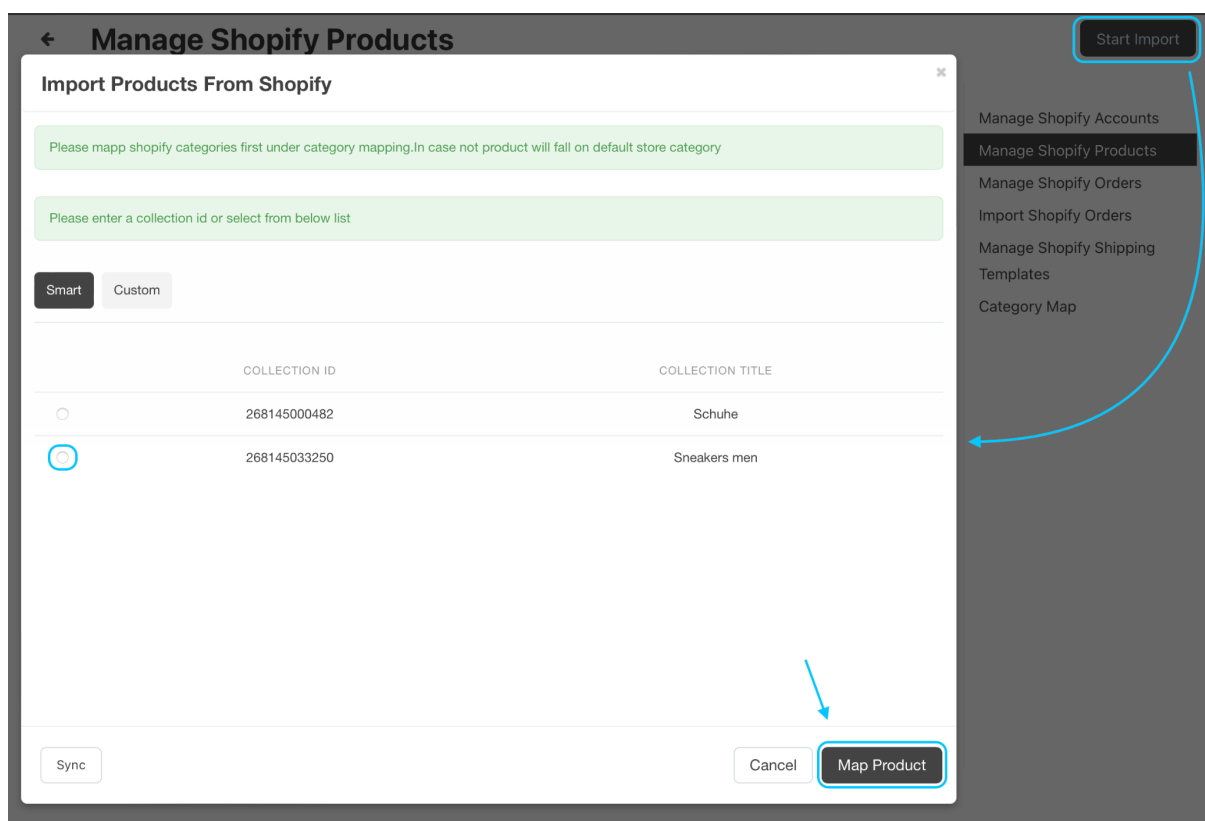 Manage Shopify Products
Start Import
Import Products From Shopify
Please mapp shopify categories first under category mapping.In case not product will fall on default store category
Please enter a collection id or select from below list
Smart
Custom
COLLECTION ID
COLLECTION TITLE
268145000482
Schuhe
268145033250
Sneakers men
Sync
Cancel
Map Product
Manage Shopify Accounts
Manage Shopify Products
Manage Shopify Orders
Import Shopify Orders
Manage Shopify Shipping
Templates
Category Map